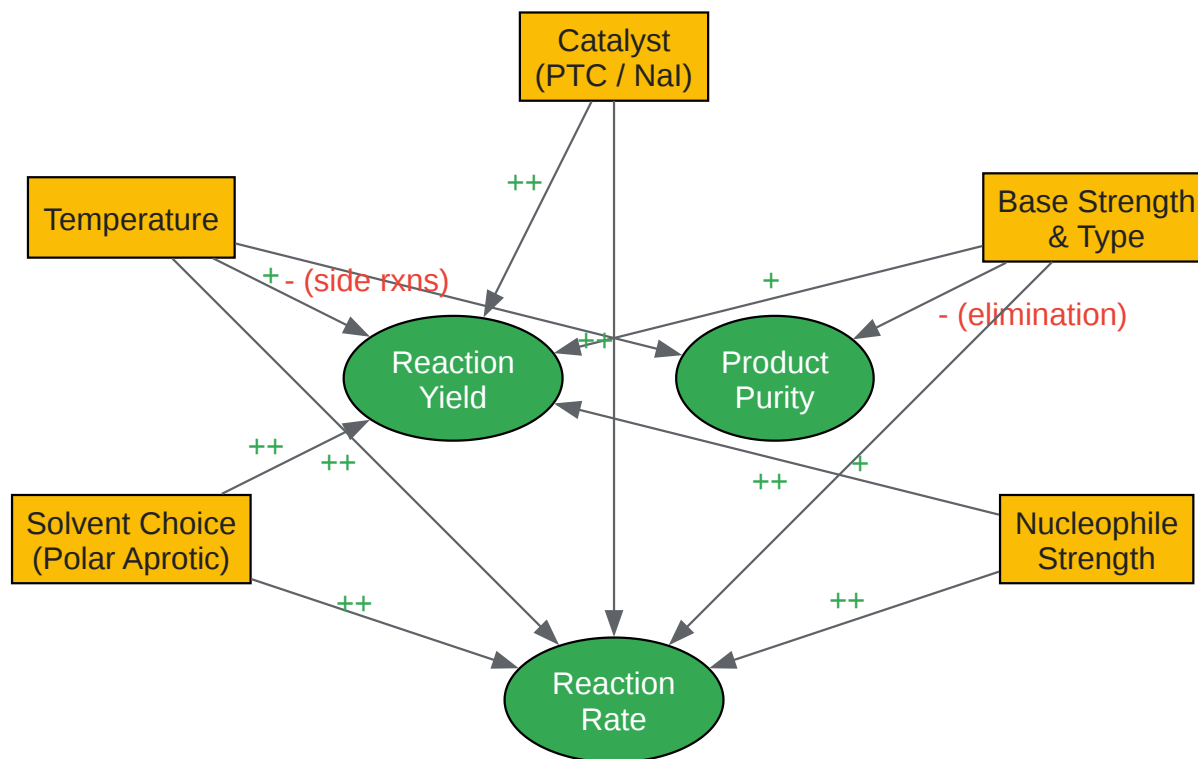 Catalyst
(PTC / NaI)
++
Temperature
Base Strength
& Type
+
- (side rxns)
+
- (elimination)
++
Reaction
Yield
Product
Purity
++
++
+
++
Solvent Choice
(Polar Aprotic)
Nucleophile
Strength
++
++
Reaction
Rate